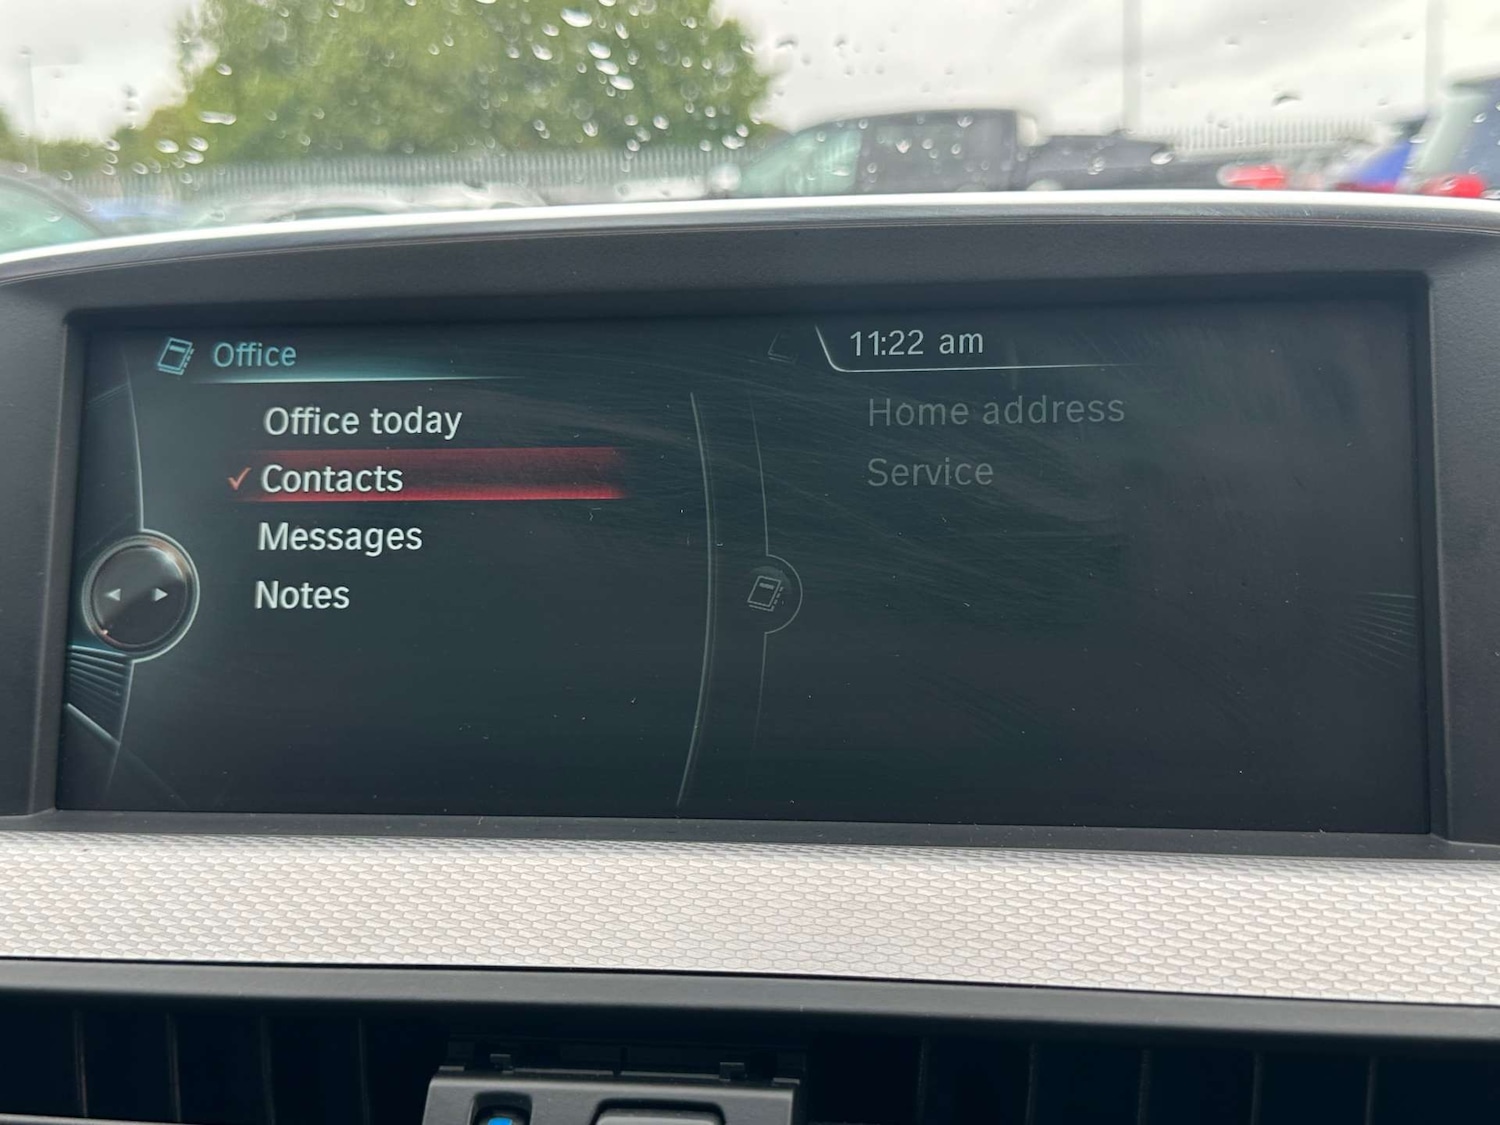 Office
Office today
Contacts
Messages
Notes
11:22 am
Home address
Service